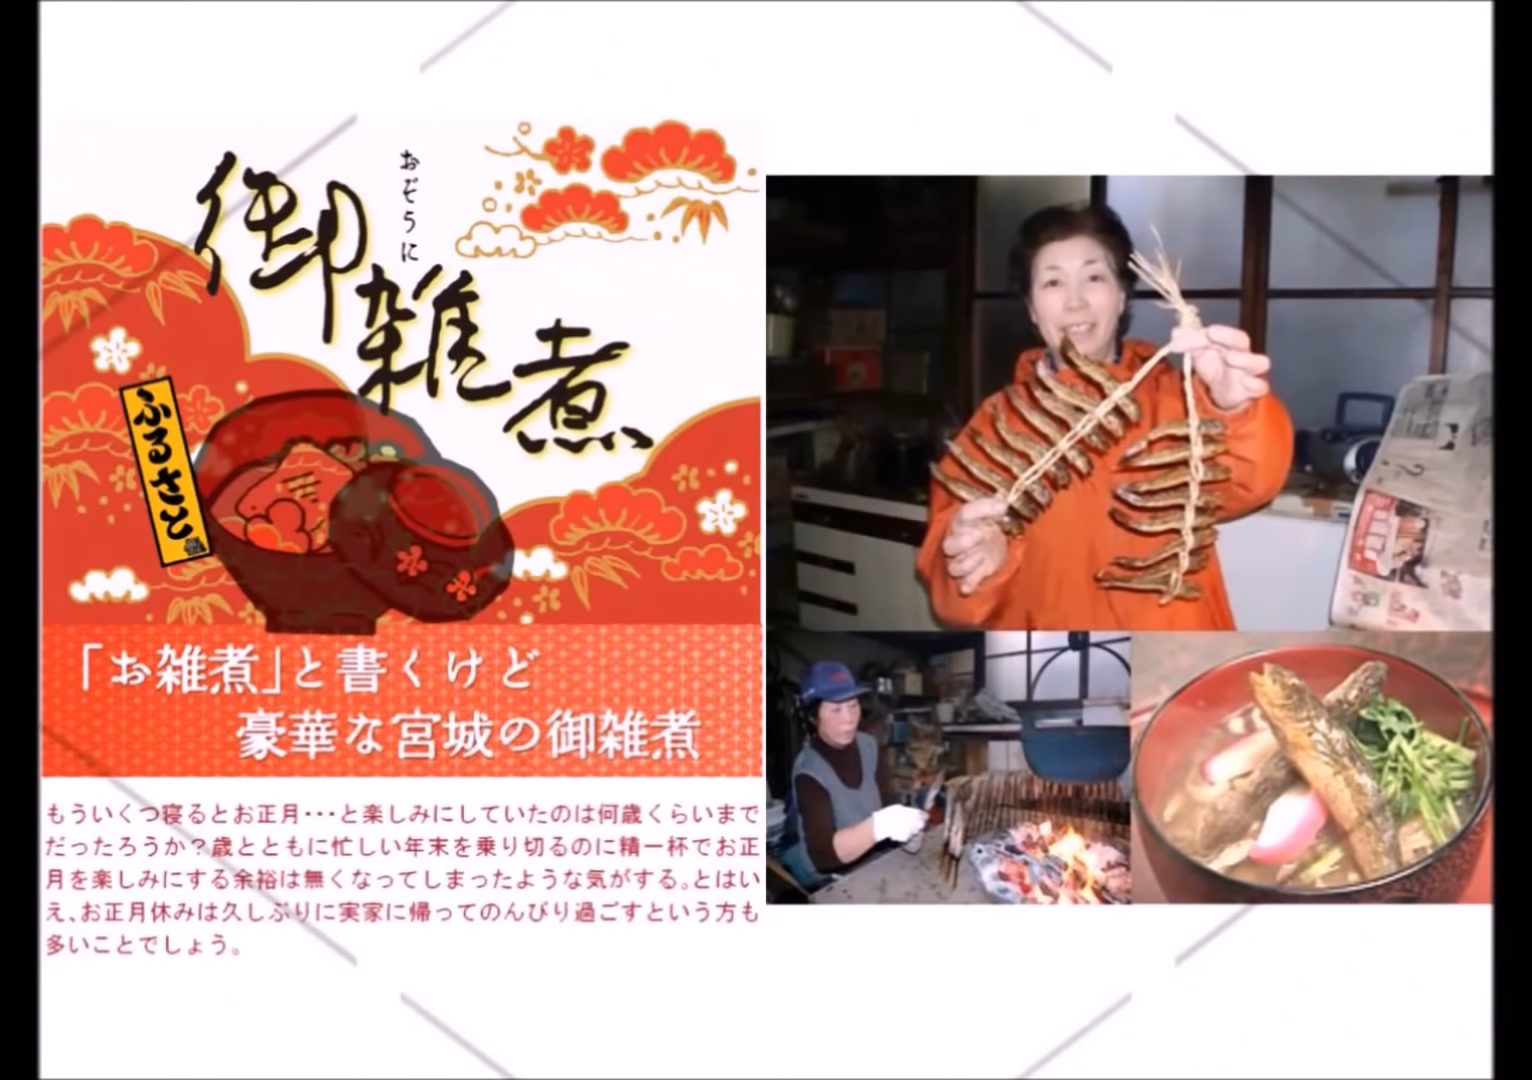 おぞうに
御雑煮
ふるさと
「お雑煮」と書くけど
豪華な宮城の御雑煮
もういくつ寝るとお正月・・・と楽しみにしていたのは何歳くらいまで
だったろうか？歳とともに忙しい年末を乗り切るのに精一杯でお正
月を楽しみにする余裕は無くなってしまったような気がする。とはい
え、お正月休みは久しぶりに実家に帰ってのんびり過ごすという方も
多いことでしょう。